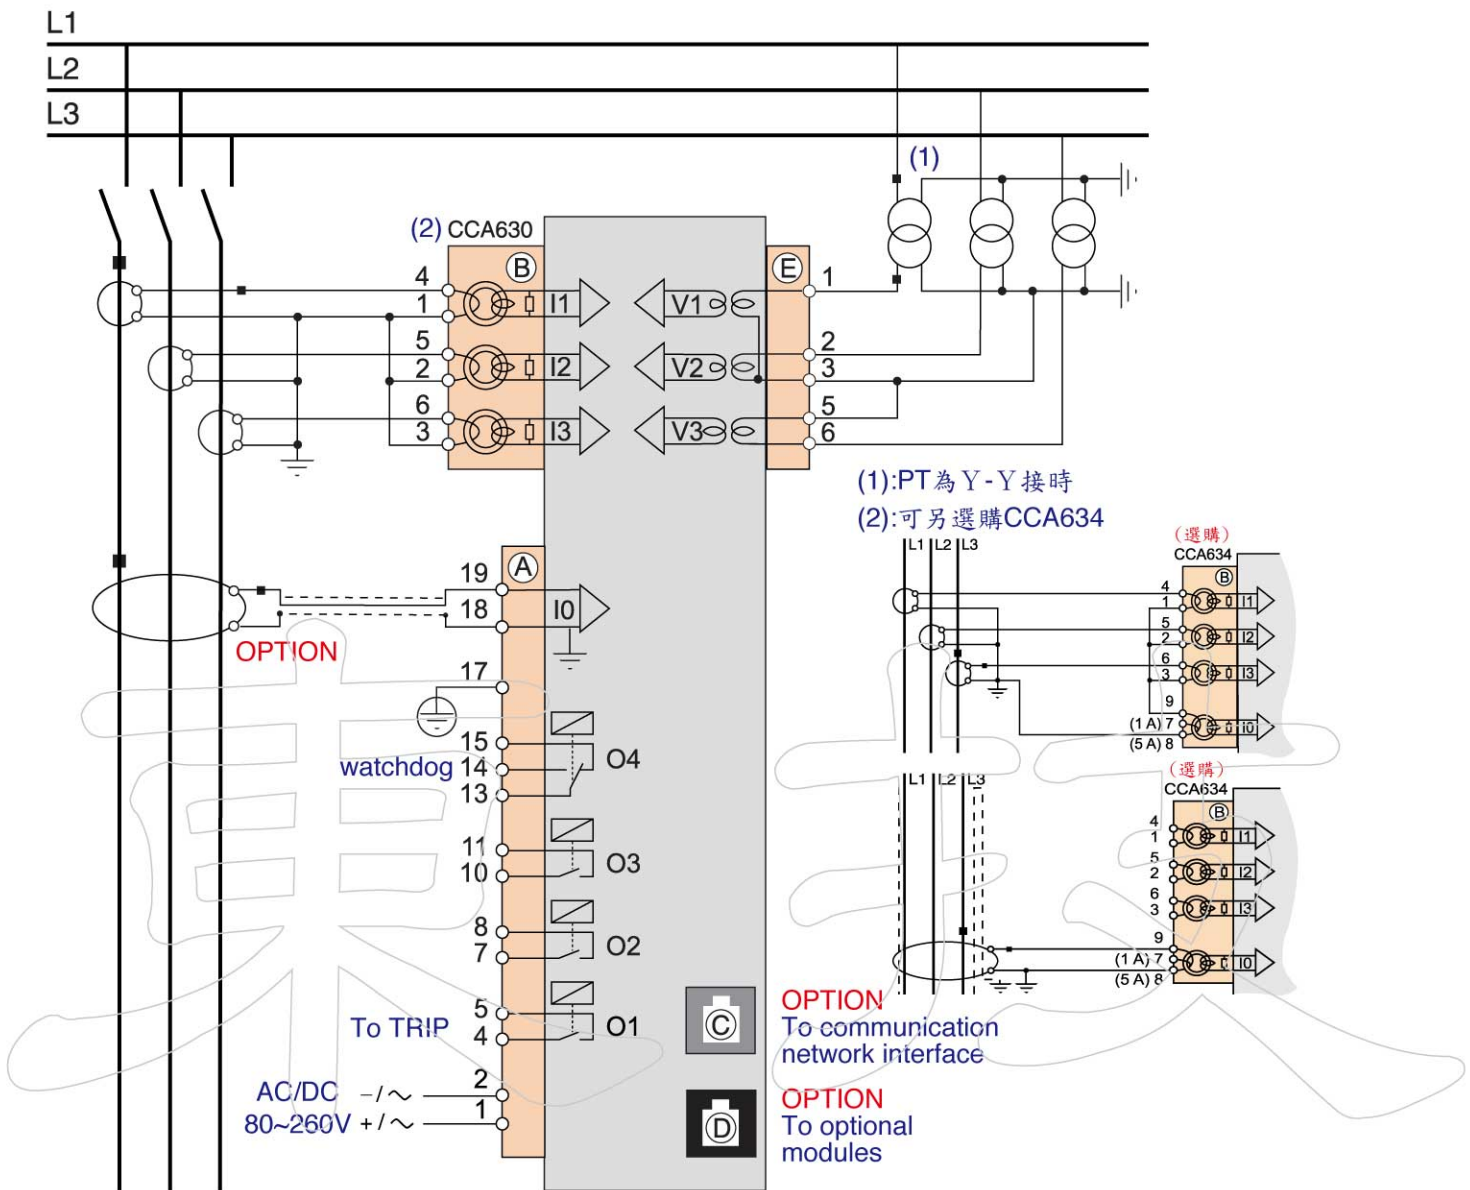 L1
L2
L3
(1)
(2) CCA630
B
E
4
1
I1
V1
1
5
2
I2
V2
2
3
6
3
I3
V3
5
6
(1):PT為Y-Y接時
(2):可另選購CCA634
A
19
18
I0
OPTION
17
15
watchdog 14
13
O4
11
10
O3
8
7
O2
5
To TRIP
4
O1
AC/DC −/～
2
80~260V +/～
1
C
OPTION
To communication
network interface
D
OPTION
To optional
modules
L1 L2 L3
(選購)
CCA634
B
4
1
I1
5
2
I2
6
3
I3
9
(1 A) 7
(5 A) 8
I0
L1 L2 L3
(選購)
CCA634
B
4
1
I1
5
2
I2
6
3
I3
9
(1 A) 7
(5 A) 8
I0